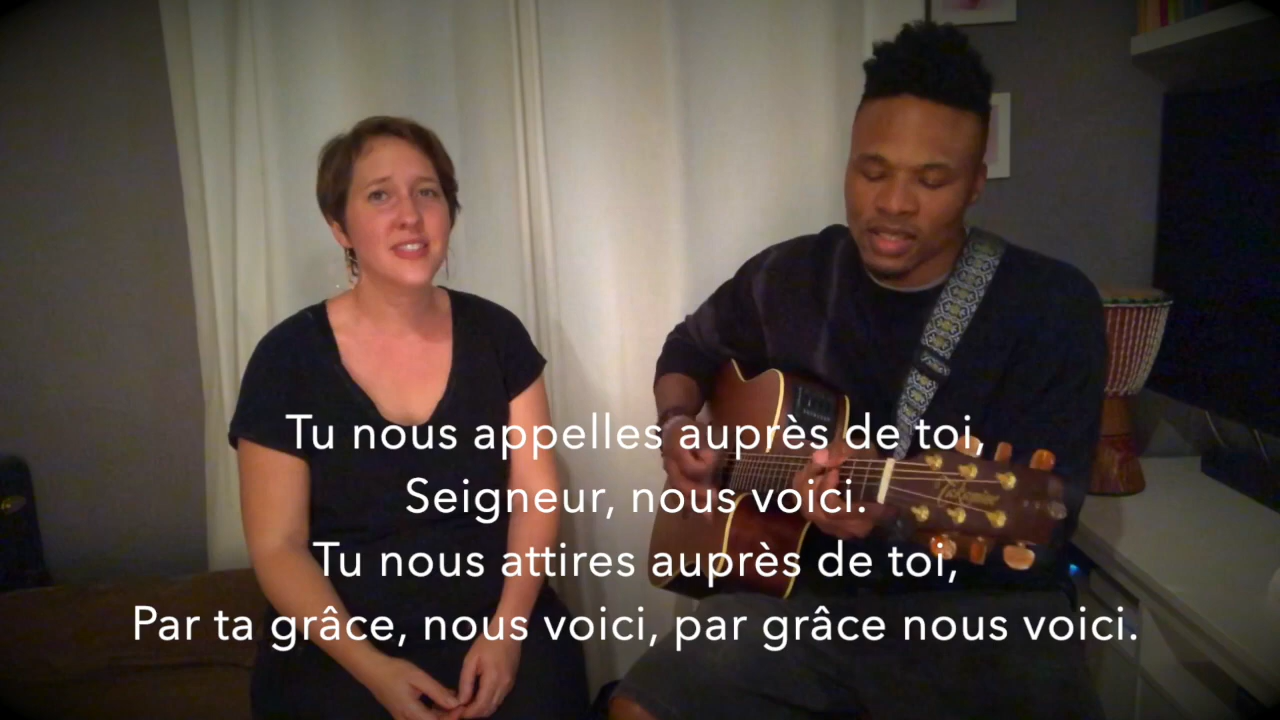 Tu nous appelles auprès de toi,
Seigneur, nous voici.
Tu nous attires auprès de toi,
Par ta grâce, nous voici, par grâce nous voici.
Takamine